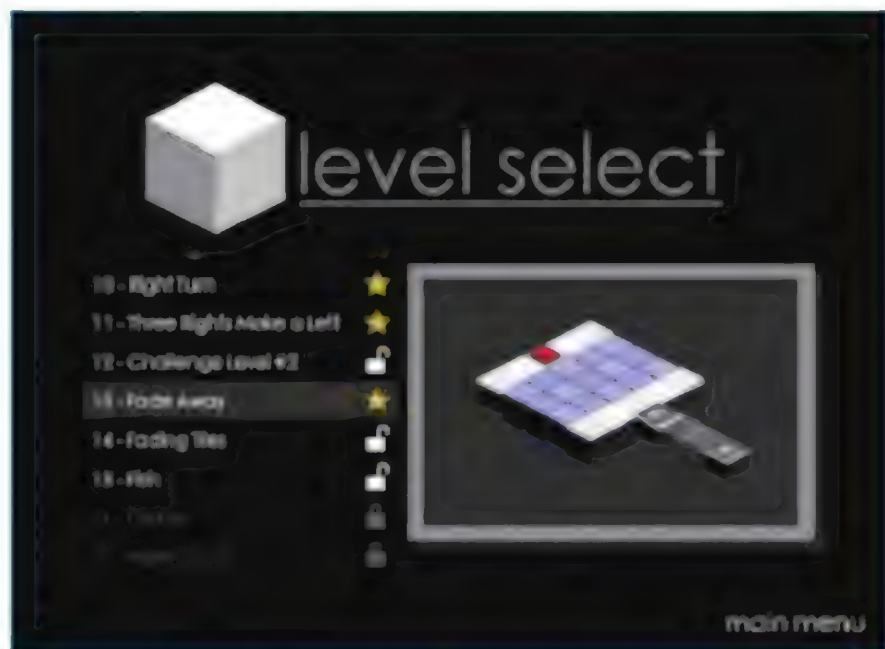 level select
10 - Right Turn
11 - Three Rights Make a Left
12 - Challenge Level #2
13 - Fade Away
14 - Fading Tiles
15 -
main menu